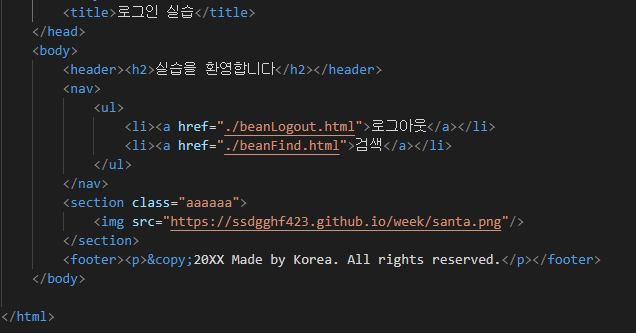 <title>로그인 실습</title>
</head>
<body>
<header><h2>실습을 환영합니다</h2></header>
<nav>
<ul>
<li><a href="./beanLogout.html">로그아웃</a></li>
<li><a href="./beanFind.html">검색</a></li>
</ul>
</nav>
<section class="aaaaaa">
<img src="https://ssdgghf423.github.io/week/santa.png"/>
</section>
<footer><p>&copy;20XX Made by Korea. All rights reserved.</p></footer>
</body>
</html>